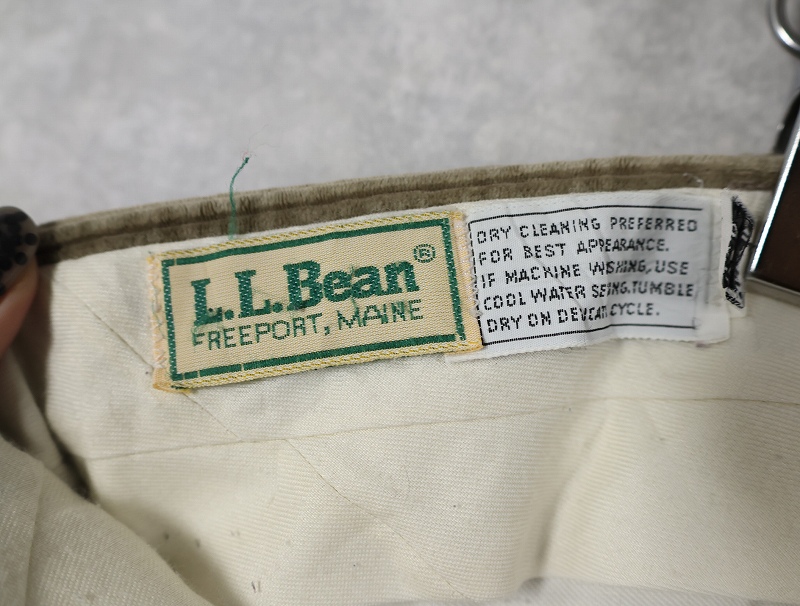 L.L.Bean®
FREEPORT, MAINE
DRY CLEANING PREFERRED
FOR BEST APPEARANCE.
IF MACHINE WASHING, USE
COOL WATER TUMBLE
DRY ON CYCLE.